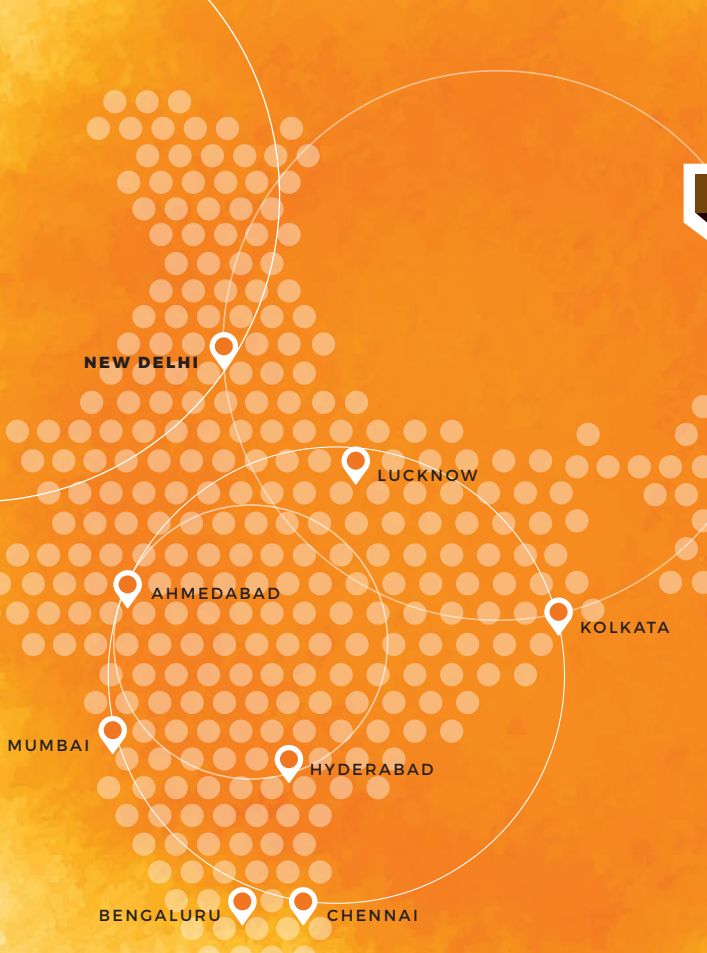 NEW DELHI
LUCKNOW
AHMEDABAD
KOLKATA
MUMBAI
HYDERABAD
BENGALURU
CHENNAI